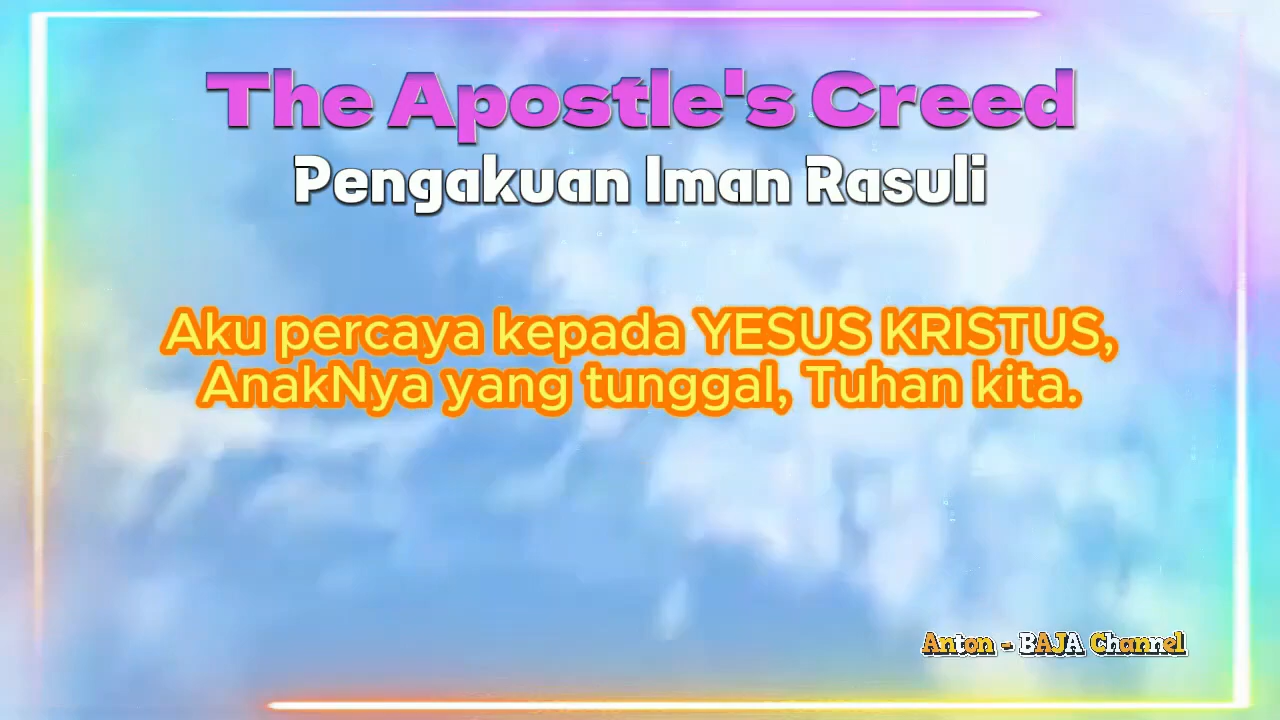 The Apostle's Creed
Pengakuan Iman Rasuli
Aku percaya kepada YESUS KRISTUS,
AnakNya yang tunggal, Tuhan kita.
Anton - BAJA Channel